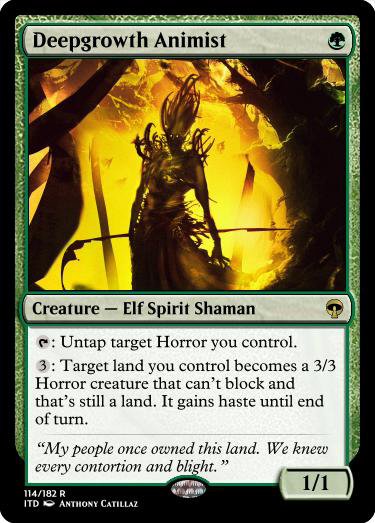 Deepgrowth Animist
Creature — Elf Spirit Shaman
: Untap target Horror you control.
3: Target land you control becomes a 3/3
Horror creature that can't block and
that's still a land. It gains haste until end
of turn.
“My people once owned this land. We knew
every contortion and blight.”
1/1
114/182 R
ITD Anthony Catillaz